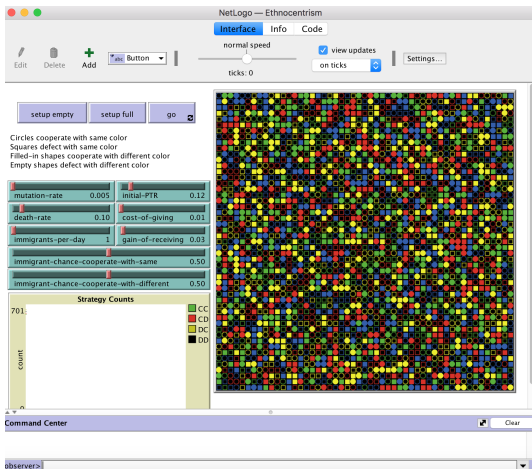 NetLogo — Ethnocentrism
Interface Info Code
Edit Delete Add abc Button normal speed view updates Settings...
ticks: 0 on ticks
setup empty setup full go
Circles cooperate with same color
Squares defect with same color
Filled-in shapes cooperate with different color
Empty shapes defect with different color
mutation-rate 0.005 initial-PTR 0.12
death-rate 0.10 cost-of-giving 0.01
immigrants-per-day 1 gain-of-receiving 0.03
immigrant-chance-cooperate-with-same 0.50
immigrant-chance-cooperate-with-different 0.50
Strategy Counts
701
CC
CD
DC
DD
count
0
Command Center Clear
observer>